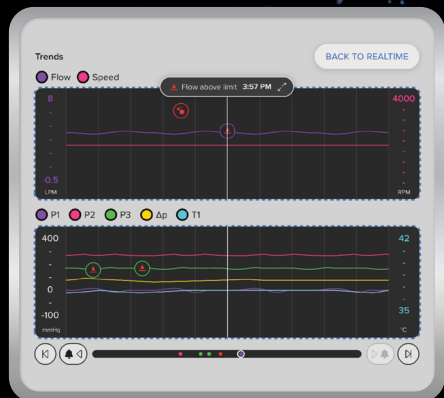 Trends
BACK TO REALTIME
Flow Speed
Flow above limit 3:57 PM
8
4000
-0.5
LPM
RPM
P1 P2 P3 Δp T1
400
42
0
-100
35
mmHg
°C